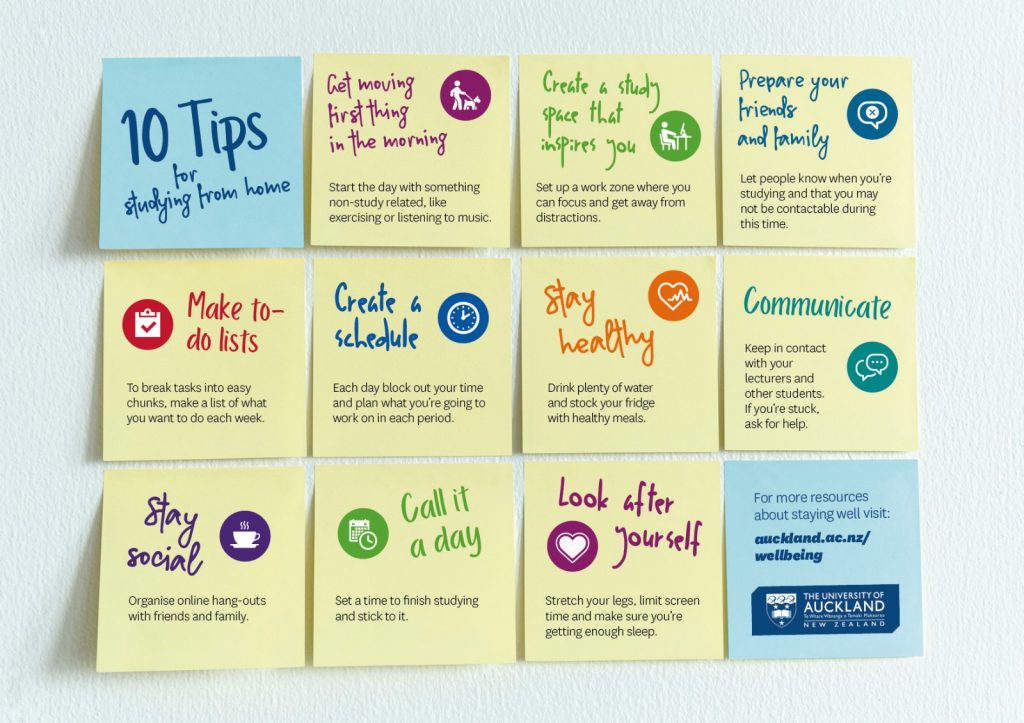 10 Tips
for
studying from home
Get moving
first thing
in the morning
Start the day with something
non-study related, like
exercising or listening to music.
Create a study
space that
inspires you
Set up a work zone where you
can focus and get away from
distractions.
Prepare your
friends
and family
Let people know when you're
studying and that you may
not be contactable during
this time.
Make to-
do lists
To break tasks into easy
chunks, make a list of what
you want to do each week.
Create a
schedule
Each day block out your time
and plan what you're going to
work on in each period.
Stay
healthy
Drink plenty of water
and stock your fridge
with healthy meals.
Communicate
Keep in contact
with your
lecturers and
other students.
If you're stuck,
ask for help.
Stay
social
Organise online hang-outs
with friends and family.
Call it
a day
Set a time to finish studying
and stick to it.
Look after
yourself
Stretch your legs, limit screen
time and make sure you're
getting enough sleep.
For more resources
about staying well visit:
auckland.ac.nz/
wellbeing
THE UNIVERSITY OF
AUCKLAND
Te Whare Wānanga o Tāmaki Makaurau
NEW ZEALAND